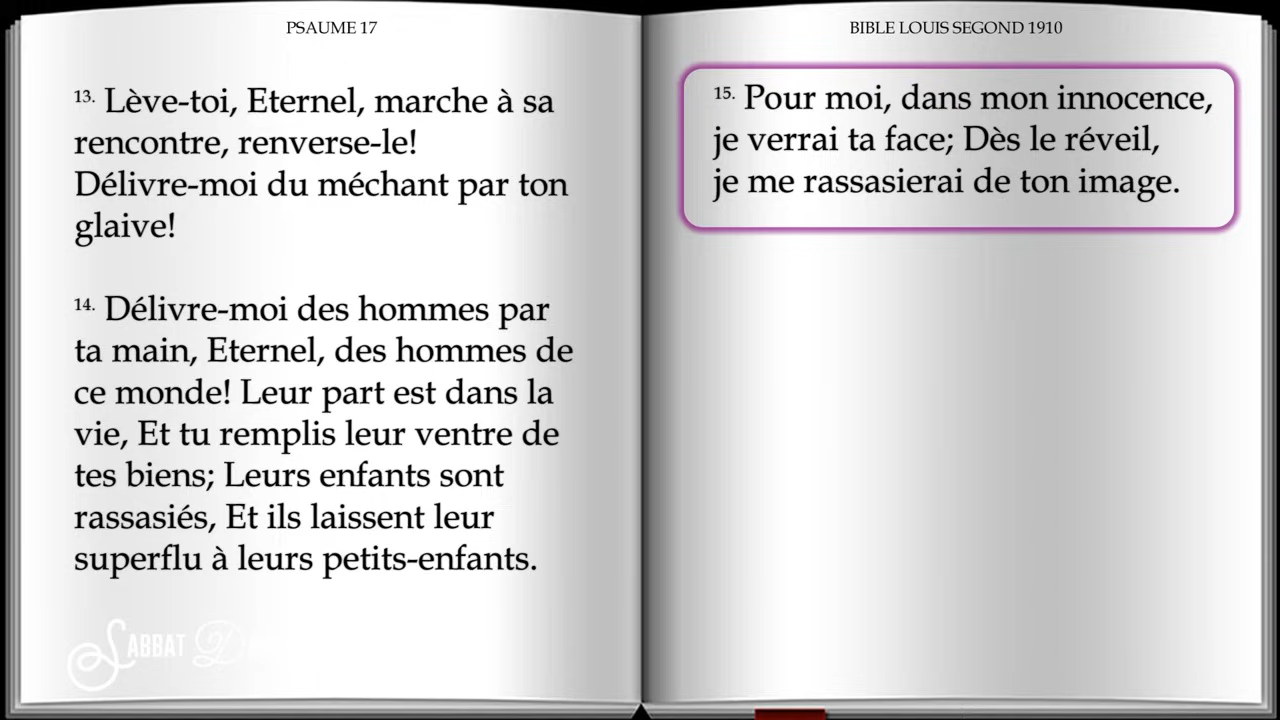 PSAUME 17
13. Lève-toi, Eternel, marche à sa
rencontre, renverse-le!
Délivre-moi du méchant par ton
glaive!
14. Délivre-moi des hommes par
ta main, Eternel, des hommes de
ce monde! Leur part est dans la
vie, Et tu remplis leur ventre de
tes biens; Leurs enfants sont
rassasiés, Et ils laissent leur
superflu à leurs petits-enfants.
SABBAT
BIBLE LOUIS SEGOND 1910
15. Pour moi, dans mon innocence,
je verrai ta face; Dès le réveil,
je me rassasierai de ton image.